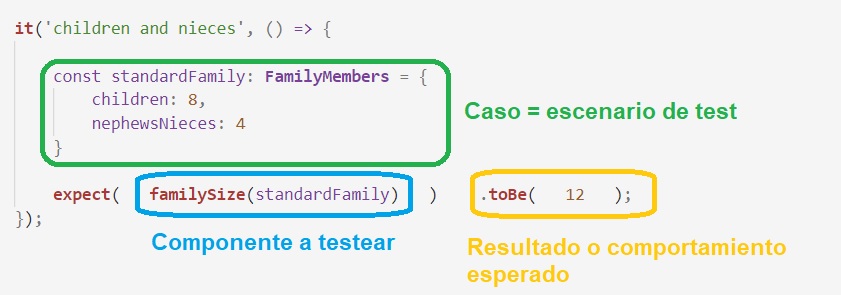 it('children and nieces', () => {
const standardFamily: FamilyMembers = {
children: 8,
nephewsNieces: 4
}
Caso = escenario de test
expect( familySize(standardFamily) ) .toBe( 12 );
});
Componente a testear
Resultado o comportamiento
esperado